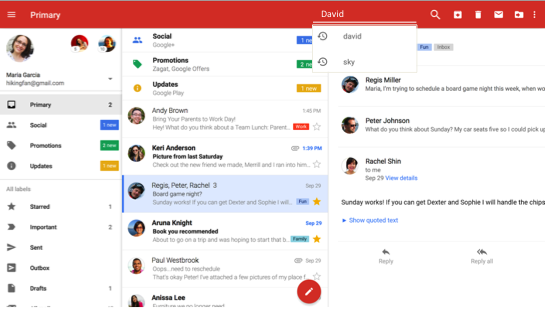 Primary
David
david
sky
Maria Garcia
hikingfan@gmail.com
Primary 2
Social 1 new
Promotions 2 new
Updates 1 new
All labels
Starred 1
Important 2
Sent
Outbox
Drafts 1
Social
Google+
1 new
Promotions
Zagat, Google Offers
2 new
Updates
Google Play
1 new
Andy Brown 1:45 PM
Bring Your Parents to Work Day!
Hey! What do you think about a Team Lunch: Parent... Work
Keri Anderson 1:39 PM
Picture from last Saturday
Check out the new friend we made, Merrill and I ran into him...
Regis, Peter, Rachel 3 Sep 29
Board game night?
Sunday works! If you can get Dexter and Sophie I will... Fun
Aruna Knight Sep 29
Book you recommended
About to go on a trip and was hoping to start that b... Family
Paul Westbrook Sep 29
Oops...need to reschedule
That's okay Peter! I've attached a few pictures of my place f
Anissa Lee
Fun Inbox
Regis Miller
Maria, I'm trying to schedule a board game night this week, when wo
Peter Johnson
What do you think about Sunday? My car seats five so I could pick up
Rachel Shin
to me
Sep 29 View details
Sunday works! If you can get Dexter and Sophie I will handle the chips
Show quoted text
Reply
Reply all